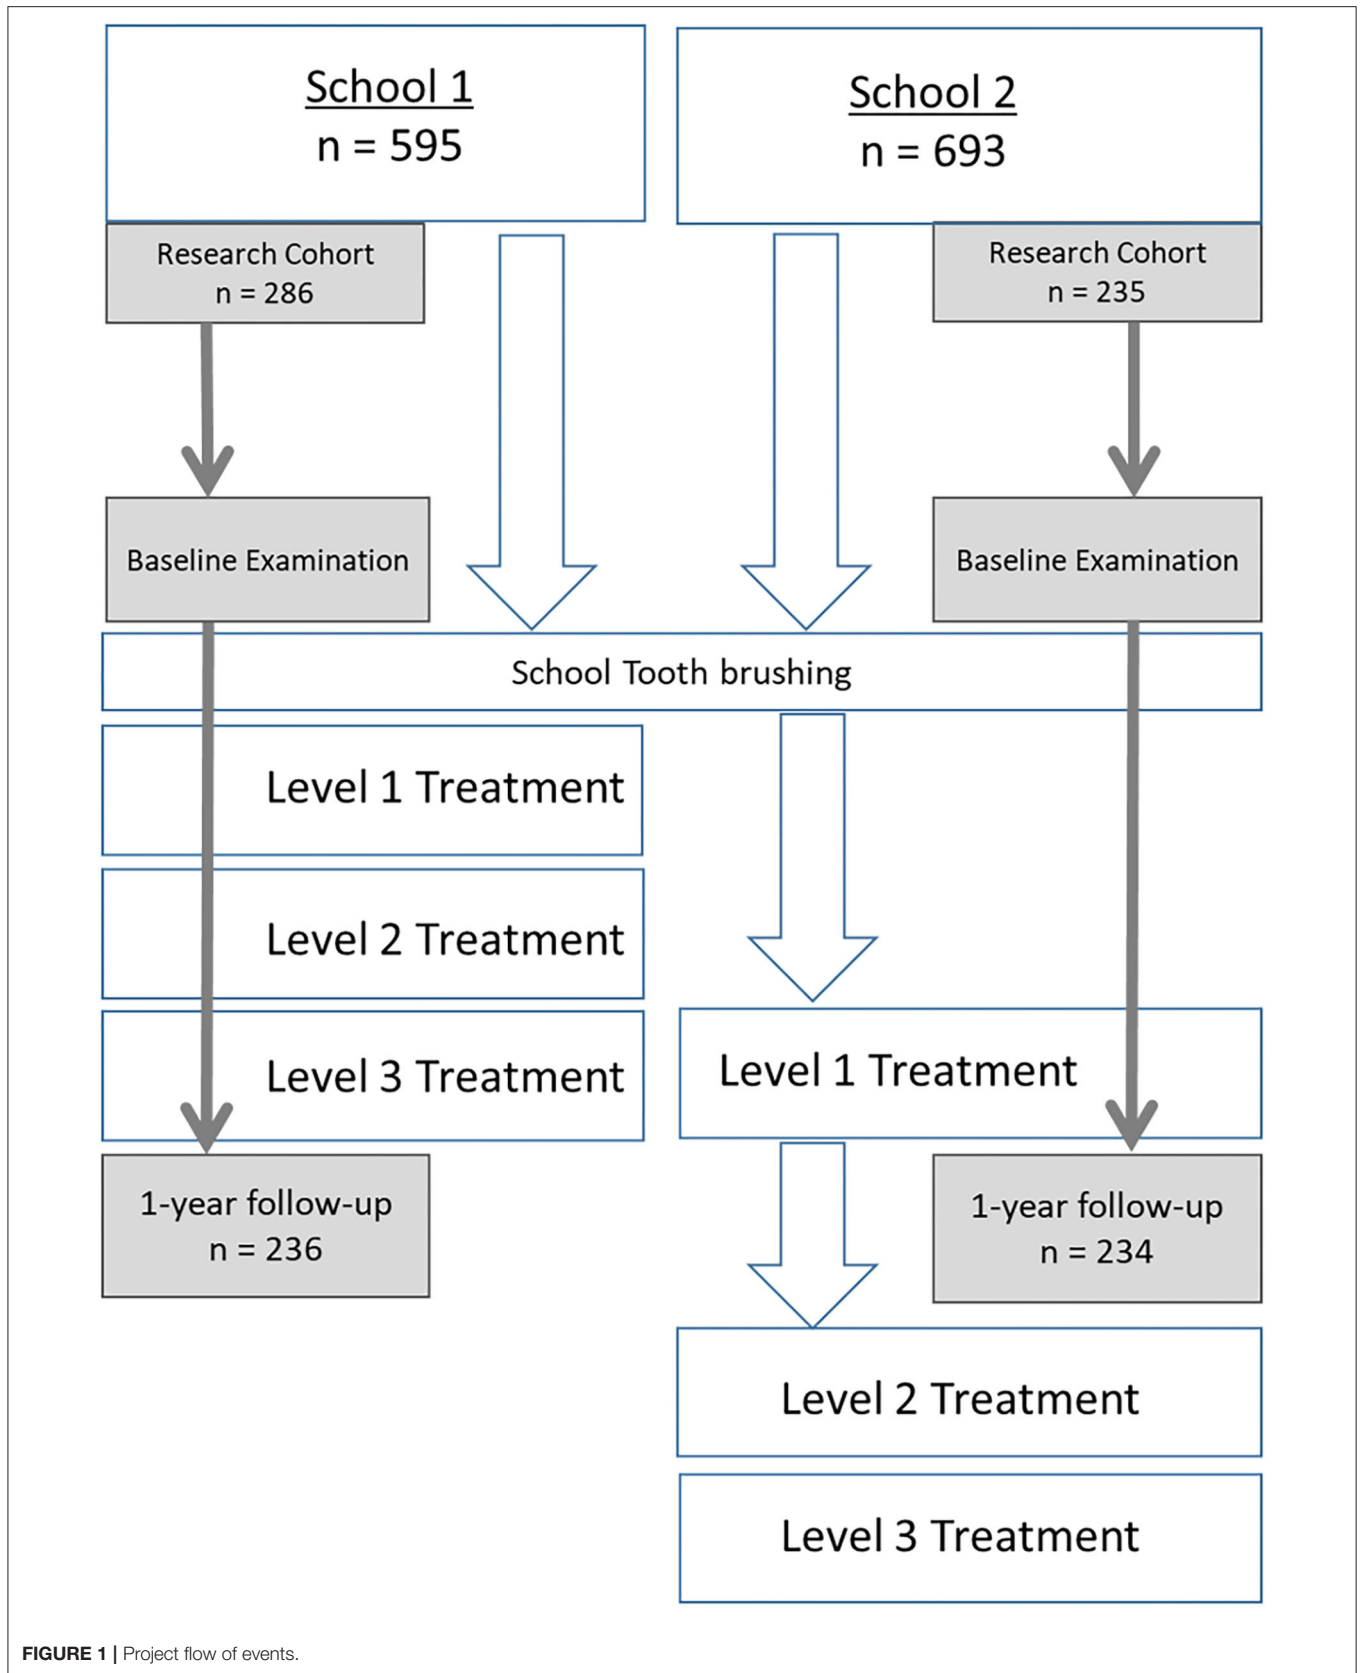 School 1
n = 595
School 2
n = 693
Research Cohort
n = 286
Research Cohort
n = 235
Baseline Examination
Baseline Examination
School Tooth brushing
Level 1 Treatment
Level 2 Treatment
Level 3 Treatment
Level 1 Treatment
1-year follow-up
n = 236
1-year follow-up
n = 234
Level 2 Treatment
Level 3 Treatment
FIGURE 1 | Project flow of events.